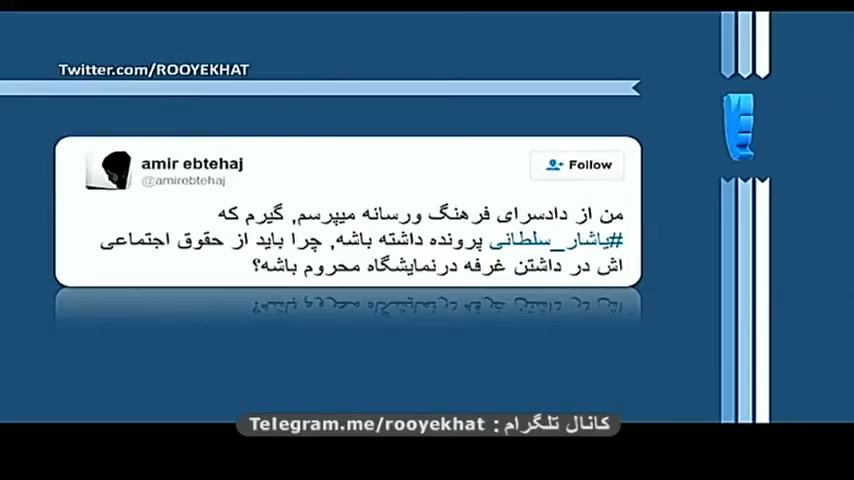 Twitter.com/ROOYEKHAT
amir ebtehaj
@amirebtehaj
Follow
من از دادسرای فرهنگ ورسانه میپرسم, گیرم که
#یاشار_سلطانی پرونده داشته باشه, چرا باید از حقوق اجتماعی
اش در داشتن غرفه درنمایشگاه محروم باشه؟
کانال تلگرام : Telegram.me/rooyekhat